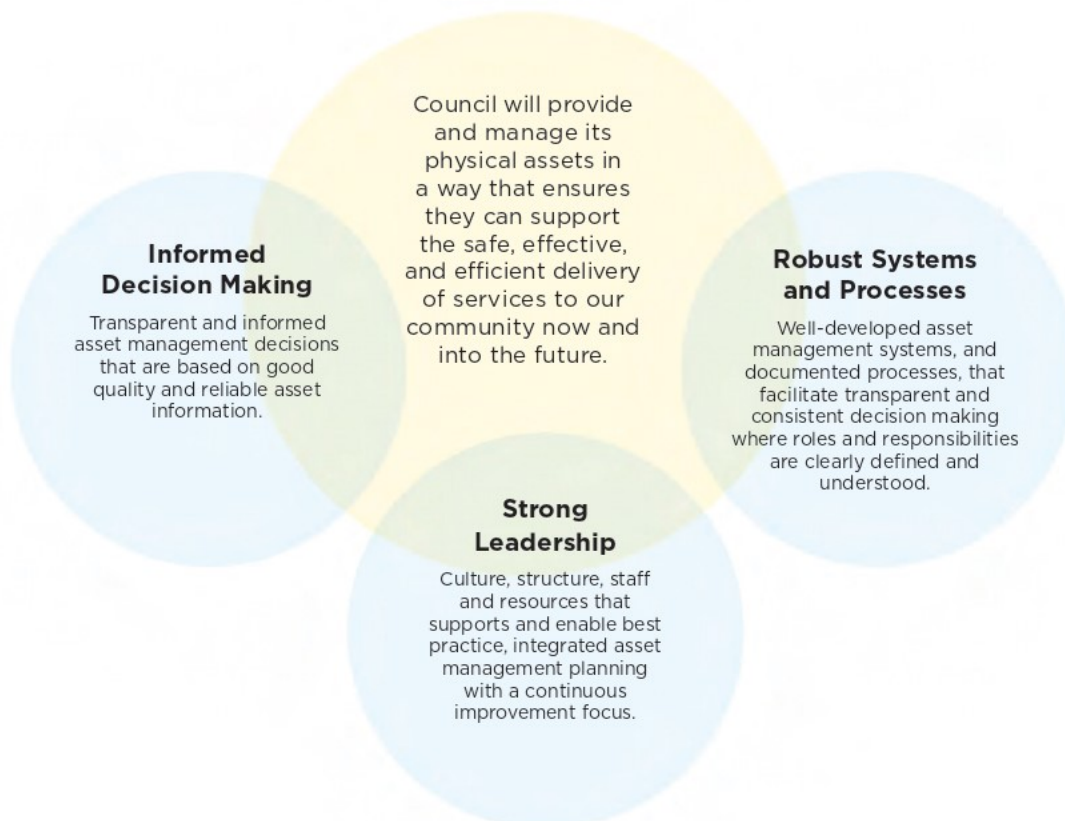 Council will provide
and manage its
physical assets in
a way that ensures
they can support
the safe, effective,
and efficient delivery
of services to our
community now and
into the future.
Informed
Decision Making
Transparent and informed
asset management decisions
that are based on good
quality and reliable asset
information.
Robust Systems
and Processes
Well-developed asset
management systems, and
documented processes, that
facilitate transparent and
consistent decision making
where roles and responsibilities
are clearly defined and
understood.
Strong
Leadership
Culture, structure, staff
and resources that
supports and enable best
practice, integrated asset
management planning
with a continuous
improvement focus.